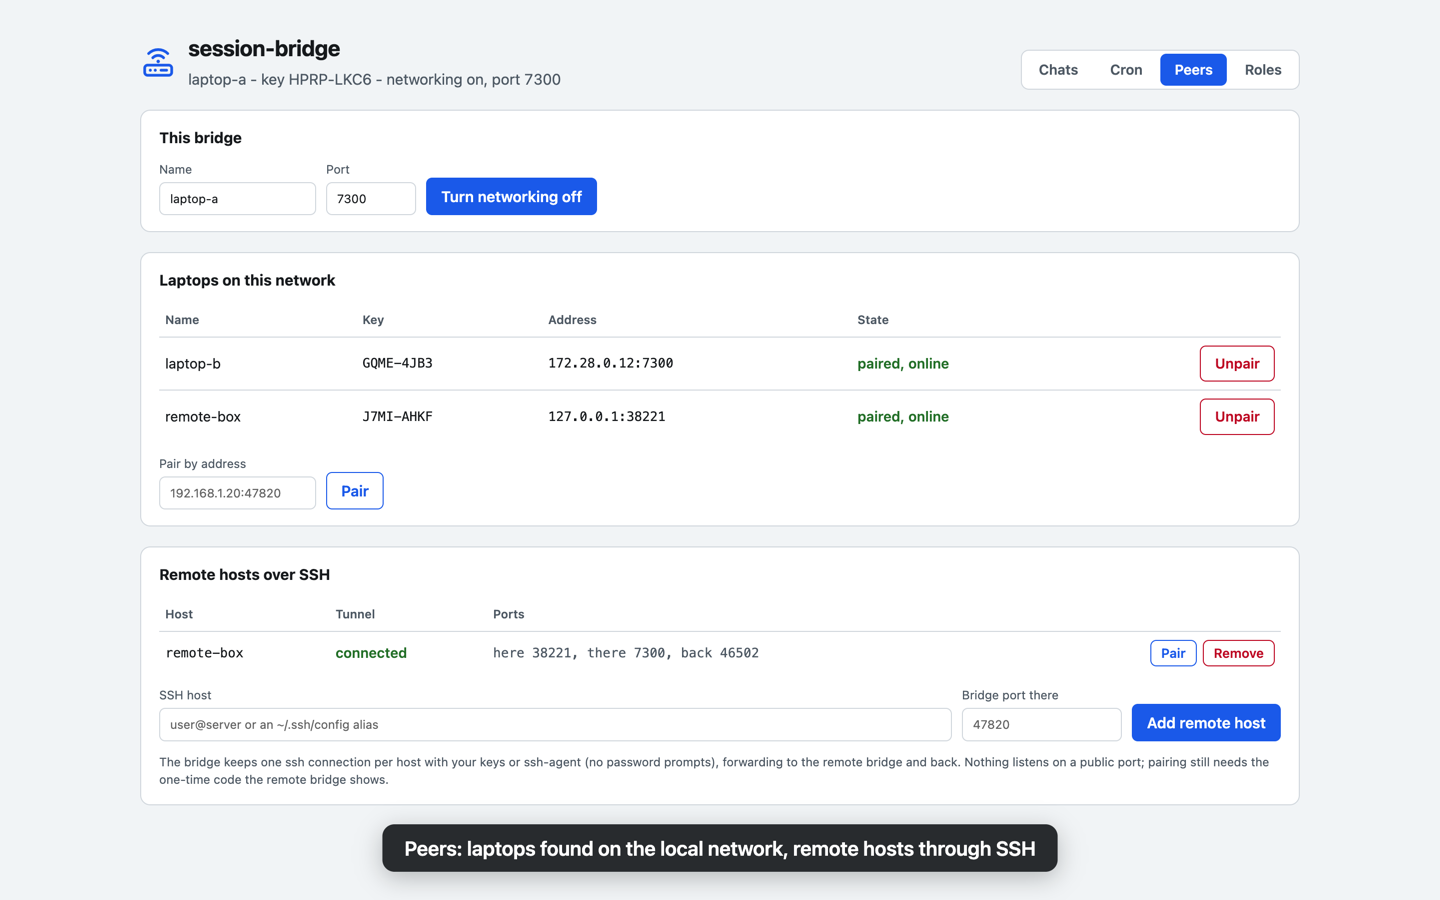 session-bridge
laptop-a - key HPRP-LKC6 - networking on, port 7300
Chats Cron Peers Roles
This bridge
Name Port
laptop-a 7300 Turn networking off
Laptops on this network
Name Key Address State
laptop-b GQME-4JB3 172.28.0.12:7300 paired, online Unpair
remote-box J7MI-AHKF 127.0.0.1:38221 paired, online Unpair
Pair by address
192.168.1.20:47820 Pair
Remote hosts over SSH
Host Tunnel Ports
remote-box connected here 38221, there 7300, back 46502 Pair Remove
SSH host Bridge port there
user@server or an ~/.ssh/config alias 47820 Add remote host
The bridge keeps one ssh connection per host with your keys or ssh-agent (no password prompts), forwarding to the remote bridge and back. Nothing listens on a public port; pairing still needs the
one-time code the remote bridge shows.
Peers: laptops found on the local network, remote hosts through SSH